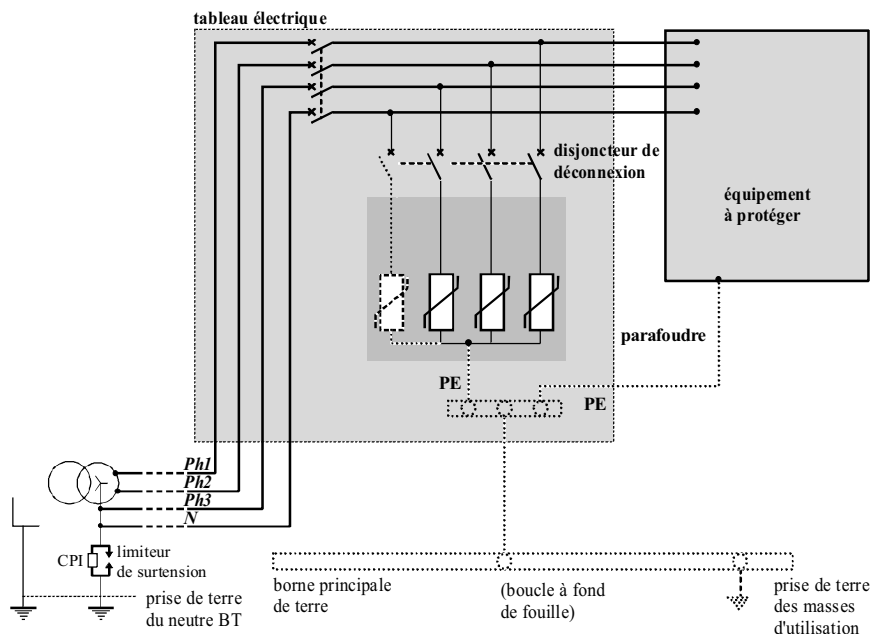 tableau électrique
disjoncteur de
déconnexion
équipement
à protéger
parafoudre
PE
PE
Ph1
Ph2
Ph3
N
CPI
limiteur
de surtension
prise de terre
du neutre BT
borne principale
de terre
(boucle à fond
de fouille)
prise de terre
des masses
d'utilisation